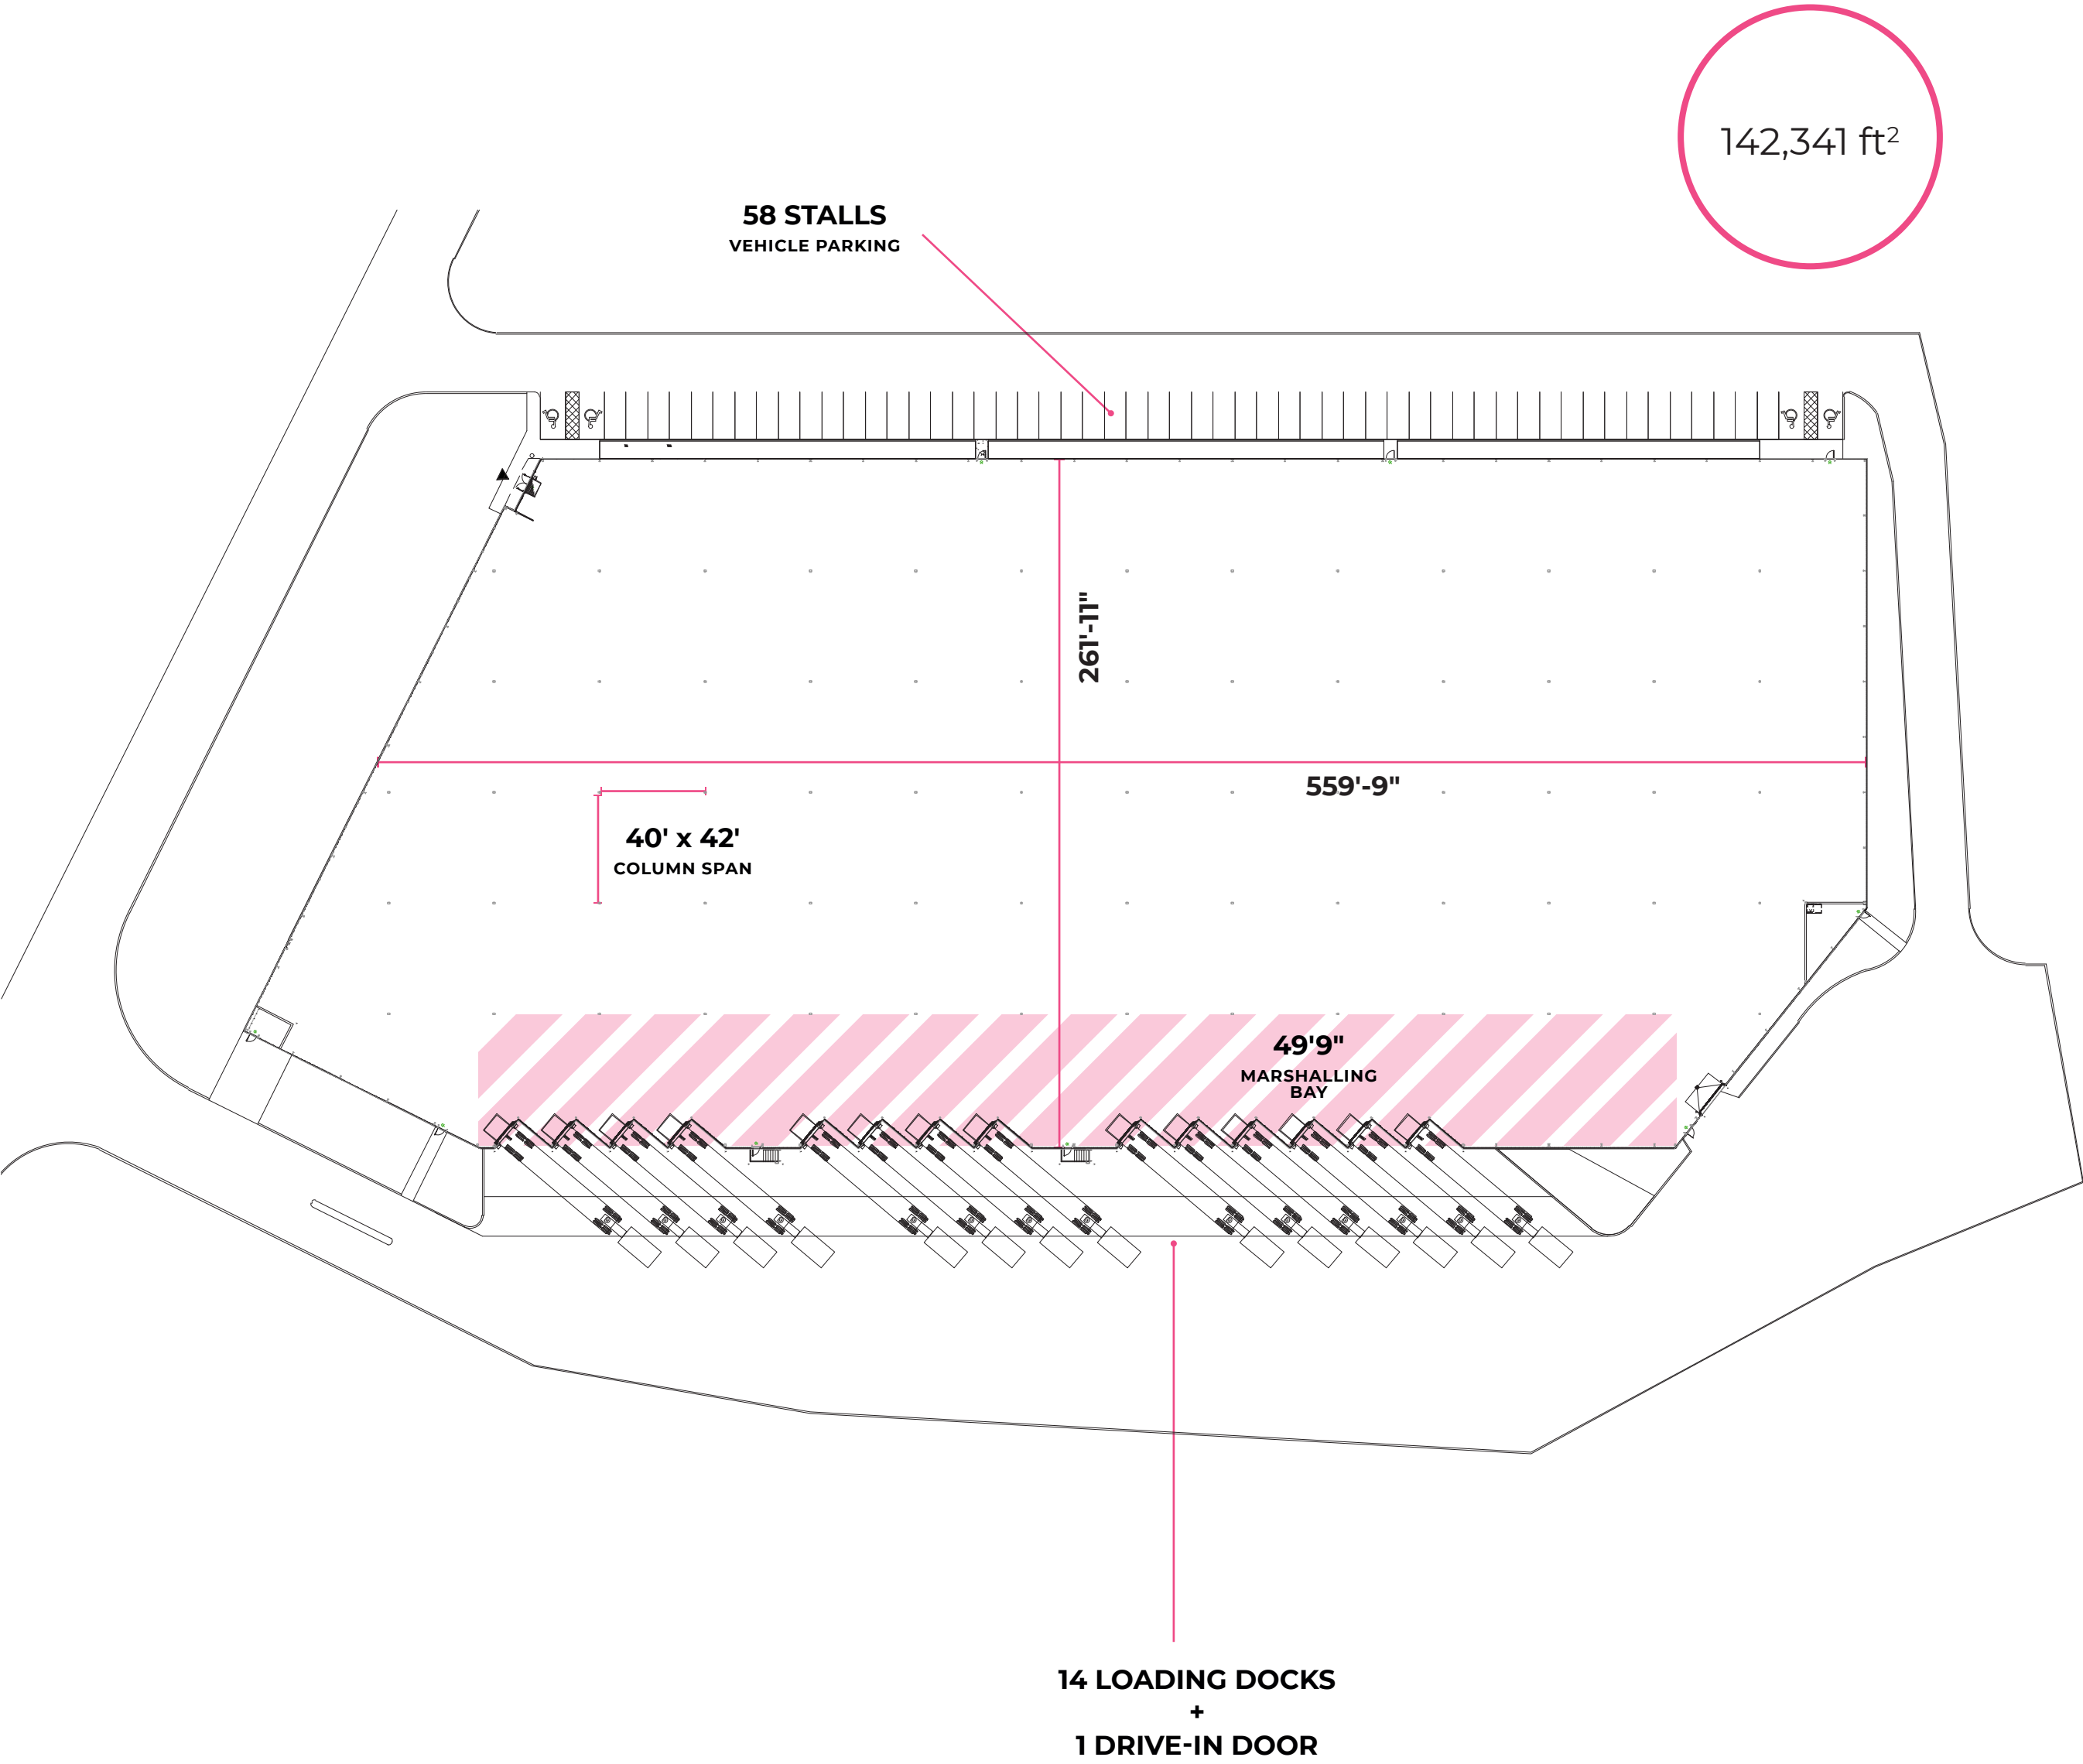 142,341 ft²
58 STALLS
VEHICLE PARKING
261'-11"
559'-9"
40' x 42'
COLUMN SPAN
49'9"
MARSHALLING
BAY
14 LOADING DOCKS
+
1 DRIVE-IN DOOR